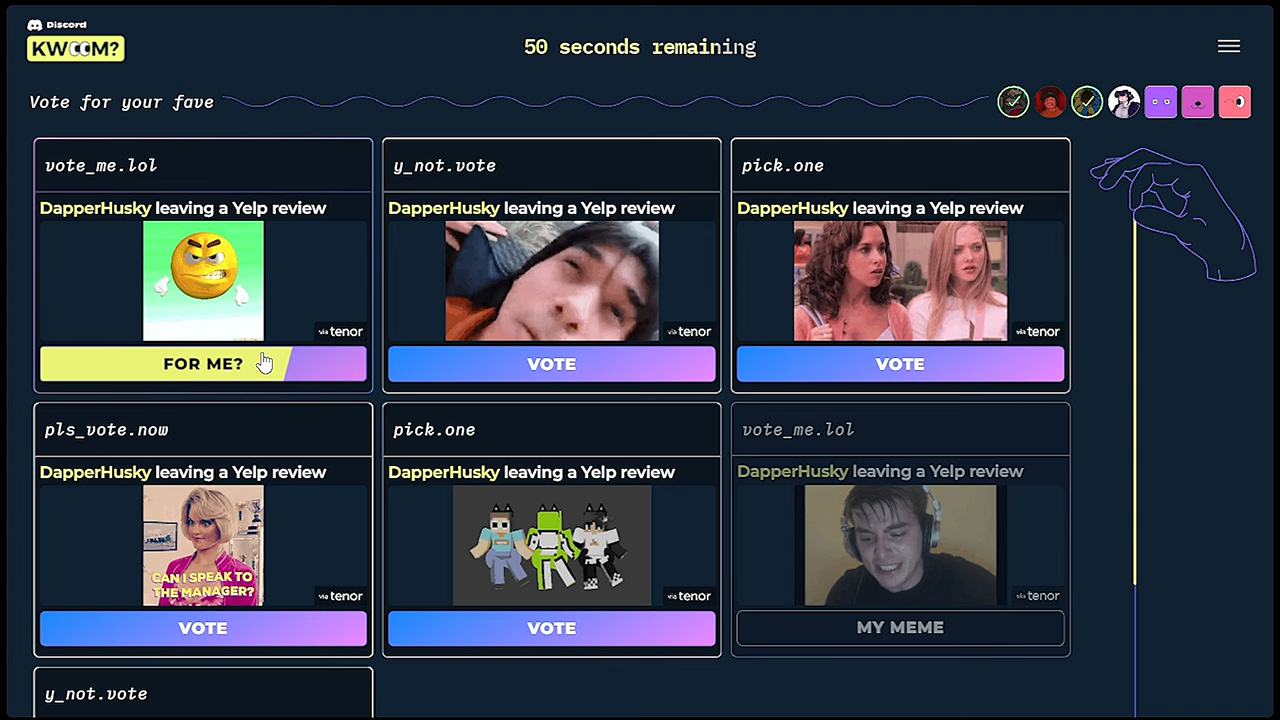 Discord
KWOOM?
50 seconds remaining
Vote for your fave
vote_me.lol
DapperHusky leaving a Yelp review
via tenor
FOR ME?
y_not.vote
DapperHusky leaving a Yelp review
via tenor
VOTE
pick.one
DapperHusky leaving a Yelp review
via tenor
VOTE
pls_vote.now
DapperHusky leaving a Yelp review
CAN I SPEAK TO
THE MANAGER?
via tenor
VOTE
pick.one
DapperHusky leaving a Yelp review
via tenor
VOTE
vote_me.lol
DapperHusky leaving a Yelp review
via tenor
MY MEME
y_not.vote